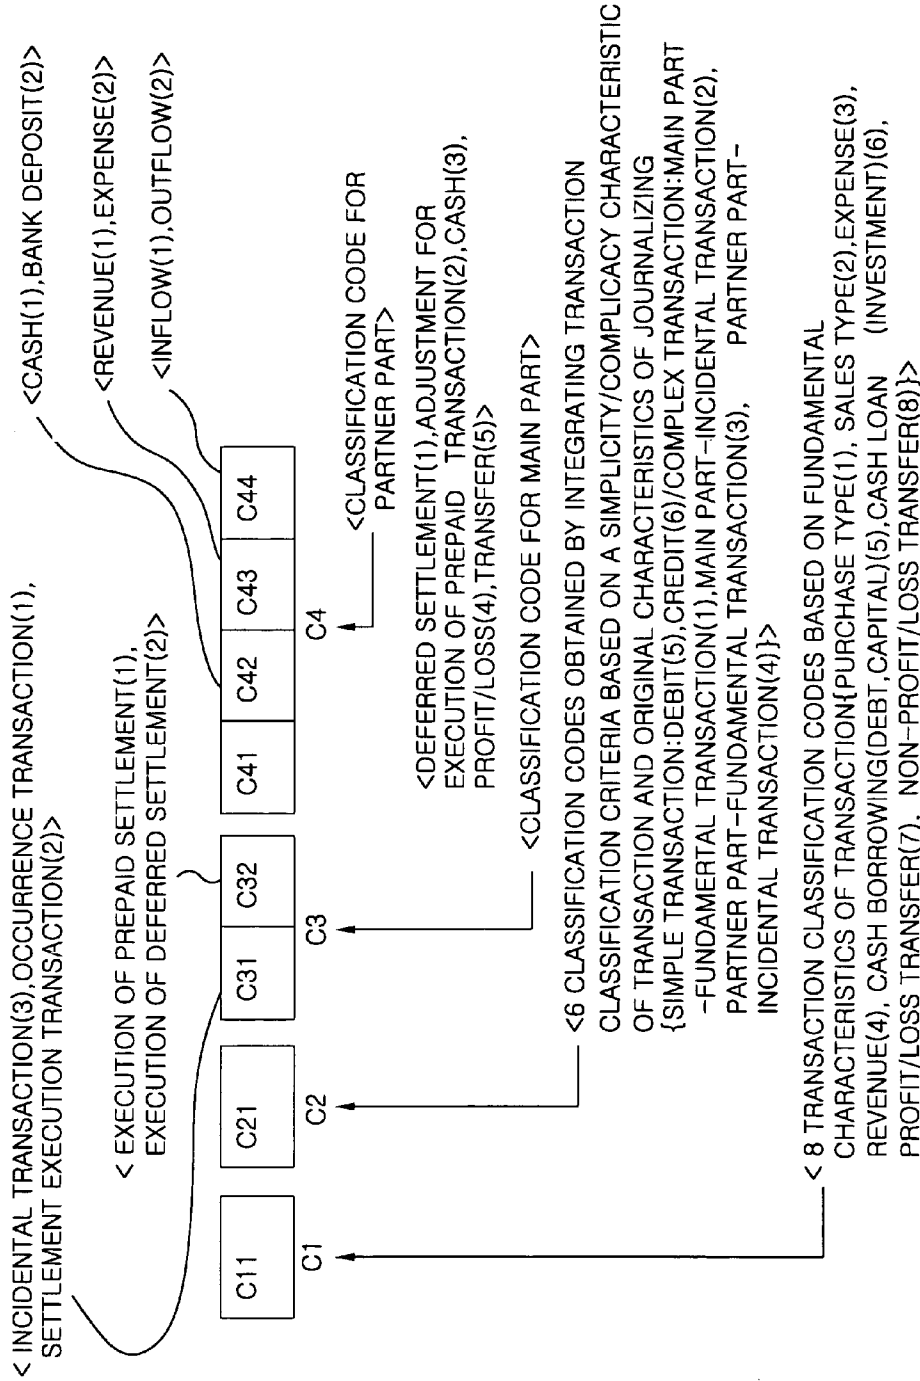 < INCIDENTAL TRANSACTION(3),OCCURRENCE TRANSACTION(1),
SETTLEMENT EXECUTION TRANSACTION(2)>
< EXECUTION OF PREPAID SETTLEMENT(1),
EXECUTION OF DEFERRED SETTLEMENT(2)>
<CASH(1),BANK DEPOSIT(2)>
<REVENUE(1),EXPENSE(2)>
<INFLOW(1),OUTFLOW(2)>
C11
C21
C31
C32
C41
C42
C43
C44
C1
C2
C3
C4
<CLASSIFICATION CODE FOR
PARTNER PART>
<DEFERRED SETTLEMENT(1),ADJUSTMENT FOR
EXECUTION OF PREPAID TRANSACTION(2),CASH(3),
PROFIT/LOSS(4),TRANSFER(5)>
<CLASSIFICATION CODE FOR MAIN PART>
<6 CLASSIFICATION CODES OBTAINED BY INTEGRATING TRANSACTION
CLASSIFICATION CRITERIA BASED ON A SIMPLICITY/COMPLICACY CHARACTERISTIC
OF TRANSACTION AND ORIGINAL CHARACTERISTICS OF JOURNALIZING
{SIMPLE TRANSACTION:DEBIT(5),CREDIT(6)/COMPLEX TRANSACTION:MAIN PART
-FUNDAMERTAL TRANSACTION(1),MAIN PART-INCIDENTAL TRANSACTION(2),
PARTNER PART-FUNDAMENTAL TRANSACTION(3), PARTNER PART-
INCIDENTAL TRANSACTION(4)}>
< 8 TRANSACTION CLASSIFICATION CODES BASED ON FUNDAMENTAL
CHARACTERISTICS OF TRANSACTION{PURCHASE TYPE(1), SALES TYPE(2),EXPENSE(3),
REVENUE(4), CASH BORROWING(DEBT,CAPITAL)(5),CASH LOAN (INVESTMENT)(6),
PROFIT/LOSS TRANSFER(7), NON-PROFIT/LOSS TRANSFER(8)}>